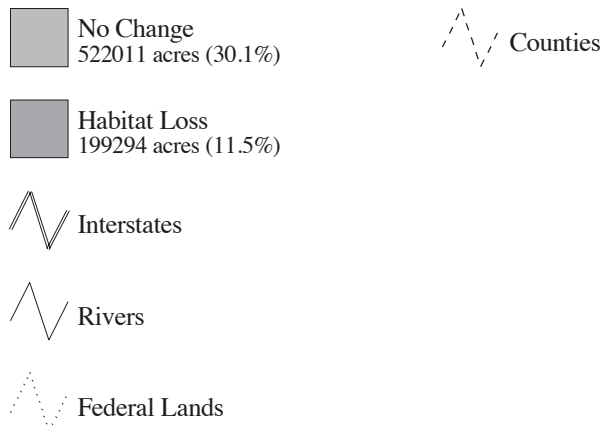 No Change
522011 acres (30.1%)
Habitat Loss
199294 acres (11.5%)
Interstates
Rivers
Federal Lands
Counties